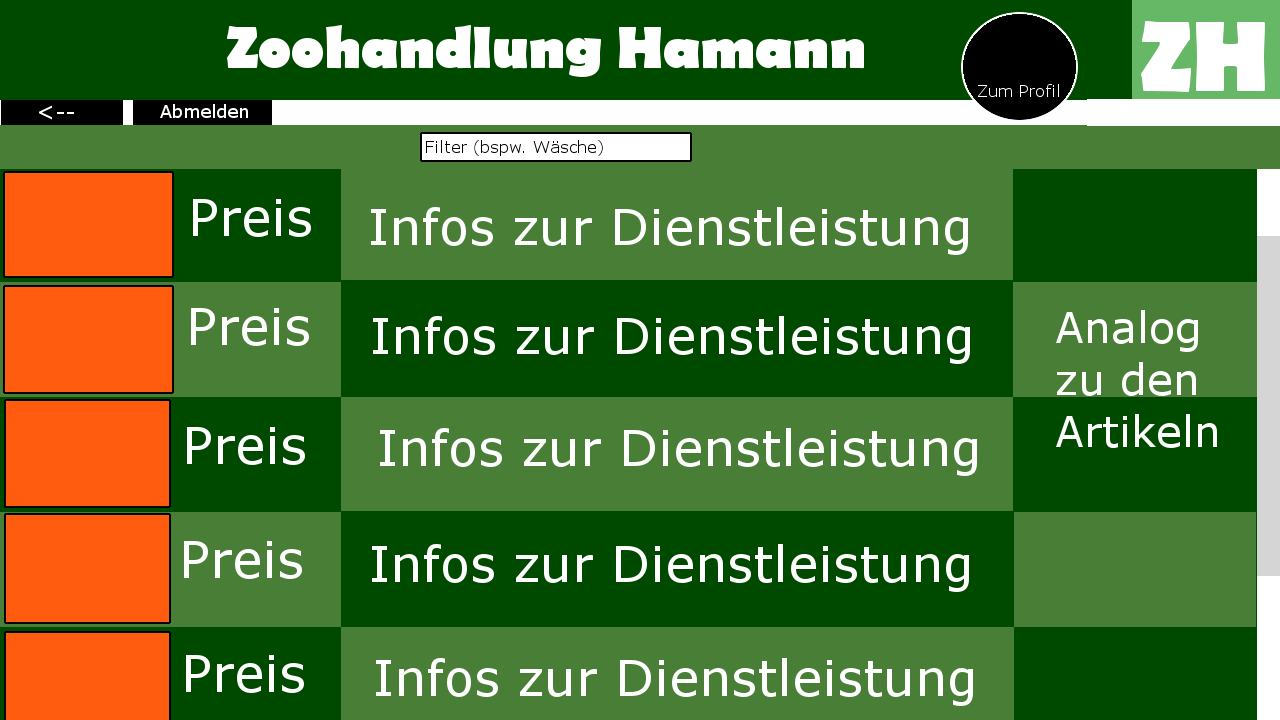 Zoohandlung Hamann
ZH
Zum Profil
<--
Abmelden
Filter (bspw. Wäsche)
Preis
Infos zur Dienstleistung
Preis
Infos zur Dienstleistung
Analog
zu den
Artikeln
Preis
Infos zur Dienstleistung
Preis
Infos zur Dienstleistung
Preis
Infos zur Dienstleistung